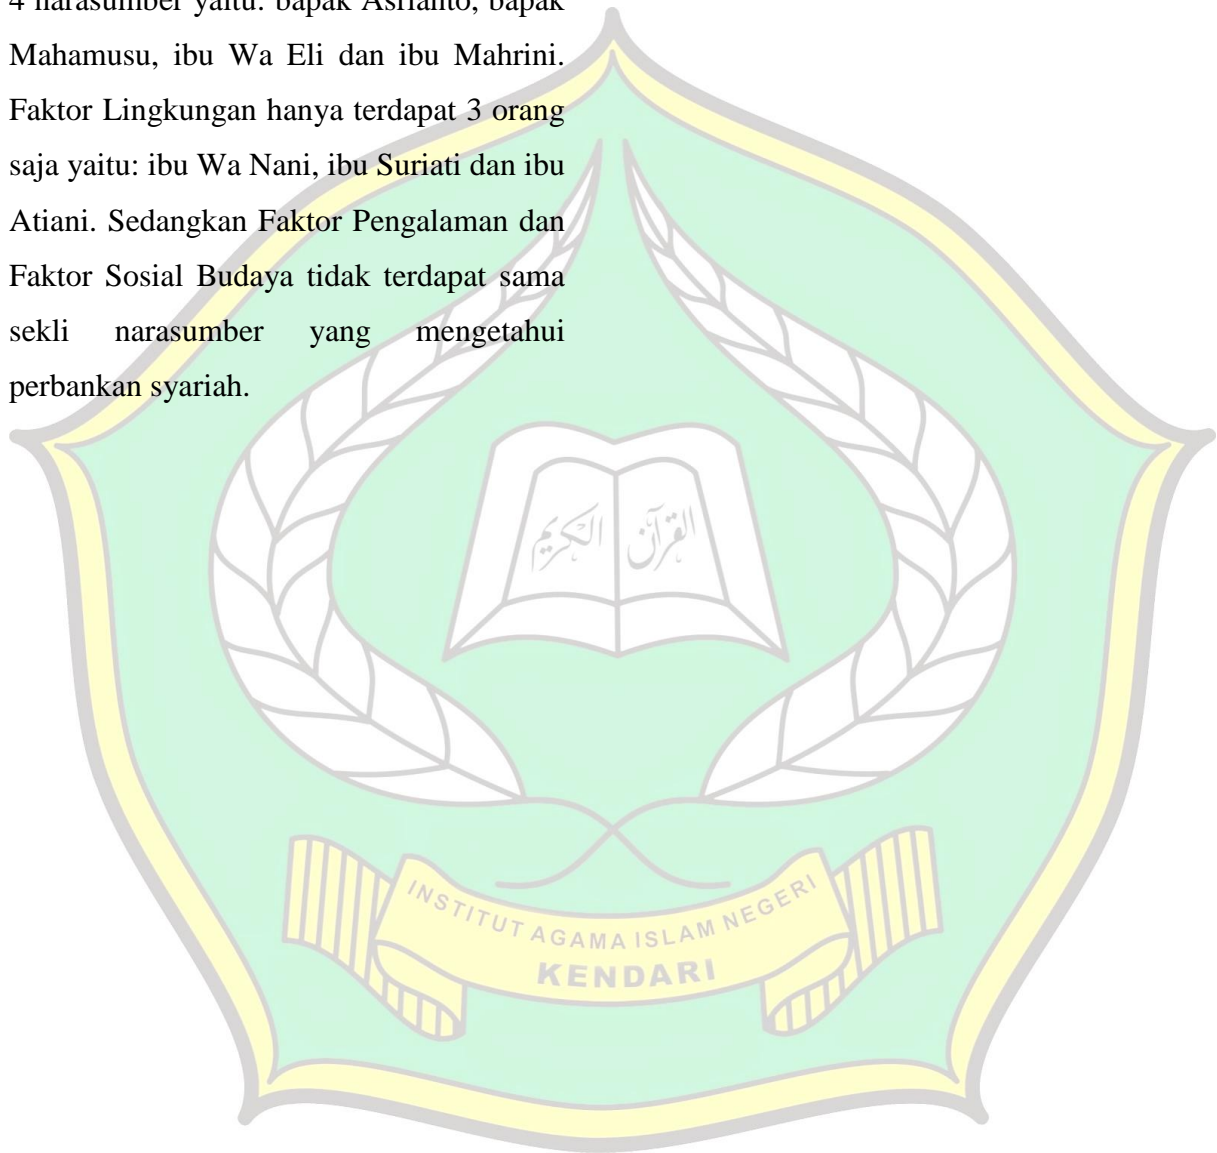 4 narasumber yaitu: bapak Asrianto, bapak
Mahamusu, ibu Wa Eli dan ibu Mahrini.
Faktor Lingkungan hanya terdapat 3 orang
saja yaitu: ibu Wa Nani, ibu Suriati dan ibu
Atiani. Sedangkan Faktor Pengalaman dan
Faktor Sosial Budaya tidak terdapat sama
sekli narasumber yang mengetahui
perbankan syariah.
القرآن الكريم
INSTITUT AGAMA ISLAM NEGERI
KENDARI